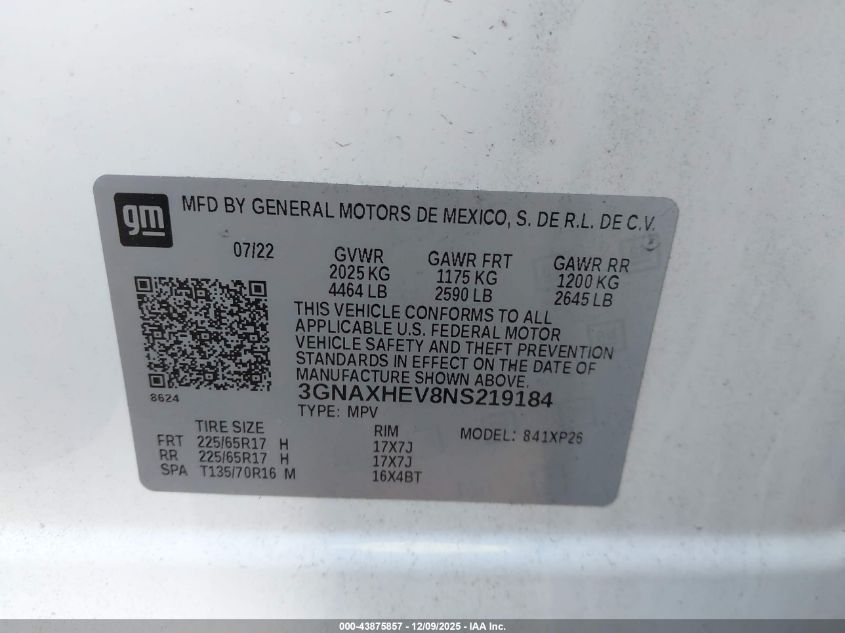 gm MFD BY GENERAL MOTORS DE MEXICO, S. DE R.L. DE C.V.
07/22 GVWR GAWR FRT GAWR RR
2025 KG 1175 KG 1200 KG
4464 LB 2590 LB 2645 LB
THIS VEHICLE CONFORMS TO ALL
APPLICABLE U.S. FEDERAL MOTOR
VEHICLE SAFETY AND THEFT PREVENTION
STANDARDS IN EFFECT ON THE DATE OF
MANUFACTURE SHOWN ABOVE.
8624 3GNAXHEV8NS219184
TYPE: MPV
TIRE SIZE RIM MODEL: 841XP26
FRT 225/65R17 H 17X7J
RR 225/65R17 H 17X7J
SPA T135/70R16 M 16X4BT
000-43875857 - 12/09/2025 - IAA Inc.